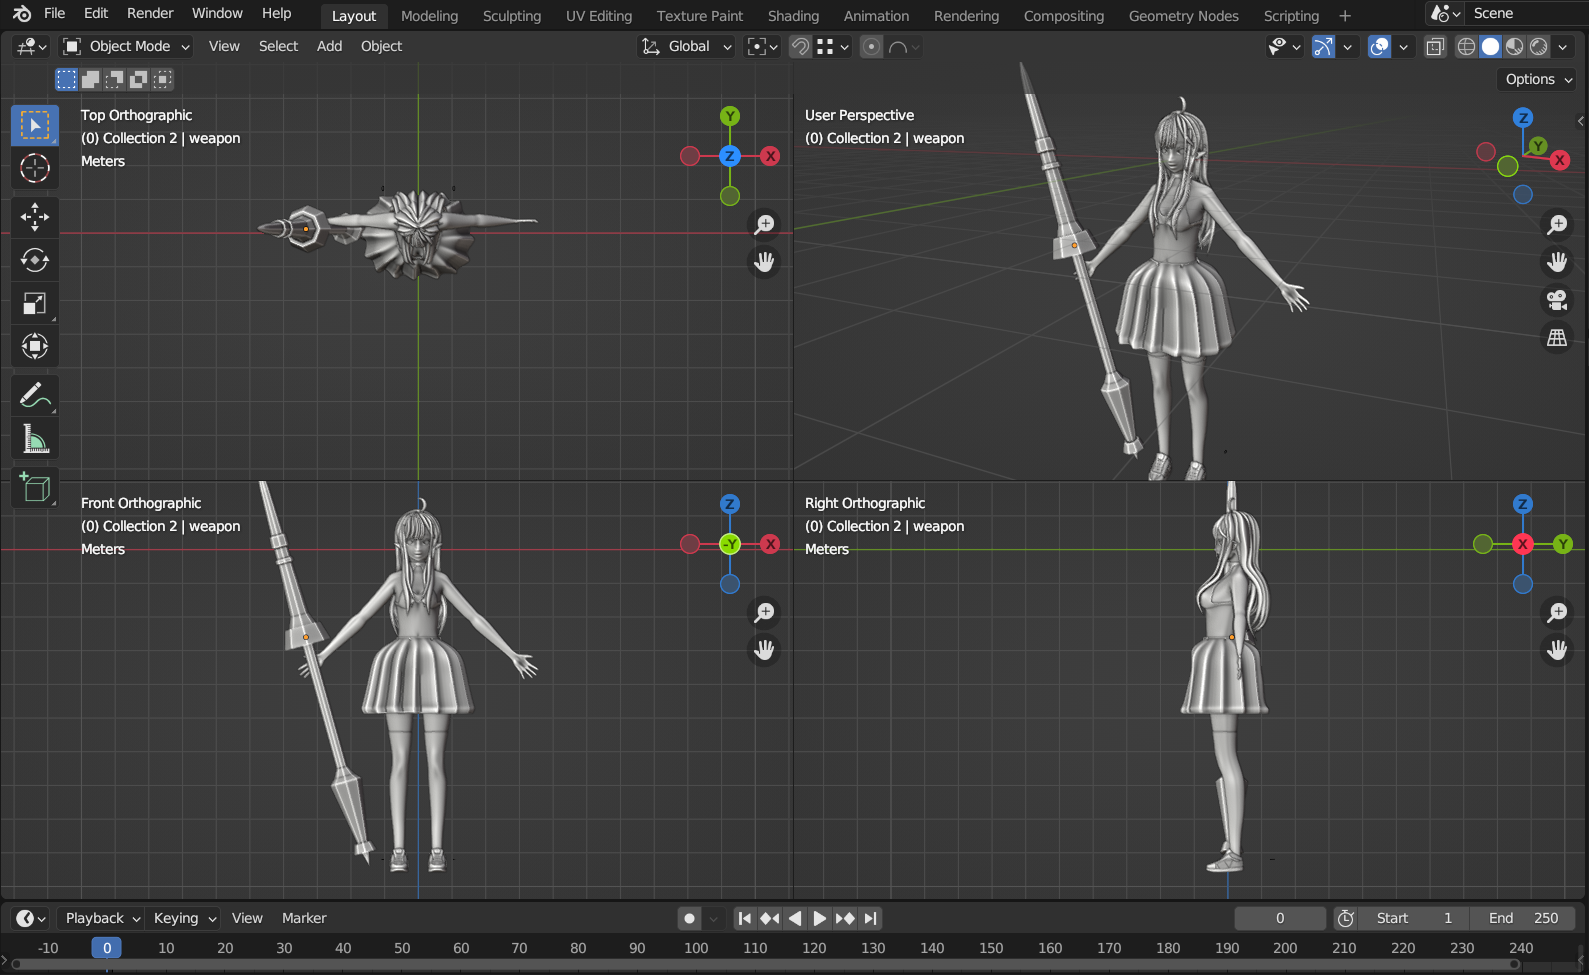 File Edit Render Window Help Layout Modeling Sculpting UV Editing Texture Paint Shading Animation Rendering Compositing Geometry Nodes Scripting + Scene
Object Mode View Select Add Object Global
Options
Top Orthographic
(0) Collection 2 | weapon
Meters
Y
X
Z
User Perspective
(0) Collection 2 | weapon
Z
Y
X
Front Orthographic
(0) Collection 2 | weapon
Meters
Z
-Y
X
Right Orthographic
(0) Collection 2 | weapon
Meters
Z
X
Y
Playback Keying View Marker 0 Start 1 End 250
-10 0 10 20 30 40 50 60 70 80 90 100 110 120 130 140 150 160 170 180 190 200 210 220 230 240